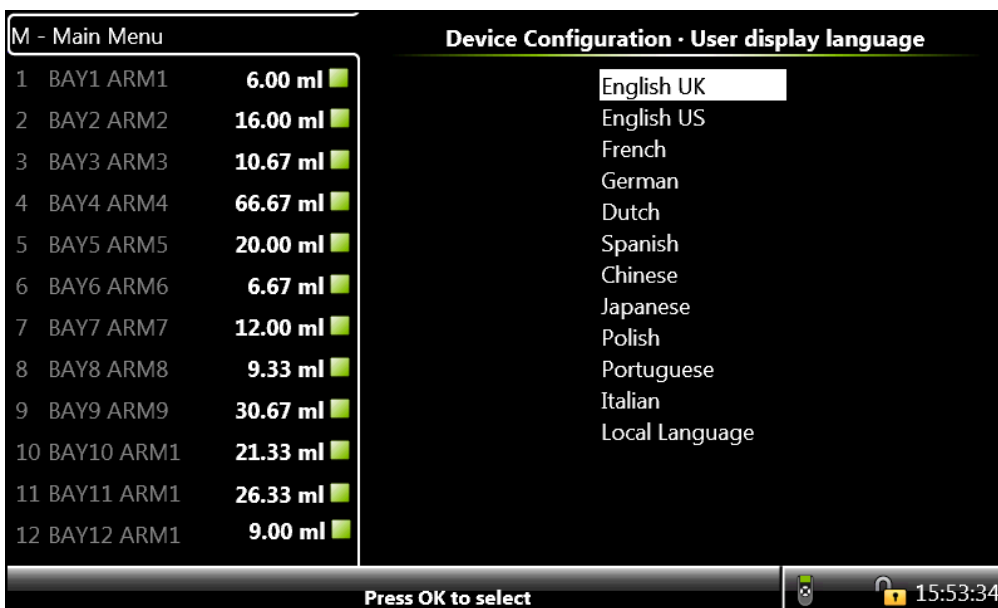 M - Main Menu
1 BAY1 ARM1 6.00 ml
2 BAY2 ARM2 16.00 ml
3 BAY3 ARM3 10.67 ml
4 BAY4 ARM4 66.67 ml
5 BAY5 ARM5 20.00 ml
6 BAY6 ARM6 6.67 ml
7 BAY7 ARM7 12.00 ml
8 BAY8 ARM8 9.33 ml
9 BAY9 ARM9 30.67 ml
10 BAY10 ARM1 21.33 ml
11 BAY11 ARM1 26.33 ml
12 BAY12 ARM1 9.00 ml
Device Configuration · User display language
English UK
English US
French
German
Dutch
Spanish
Chinese
Japanese
Polish
Portuguese
Italian
Local Language
Press OK to select
15:53:34